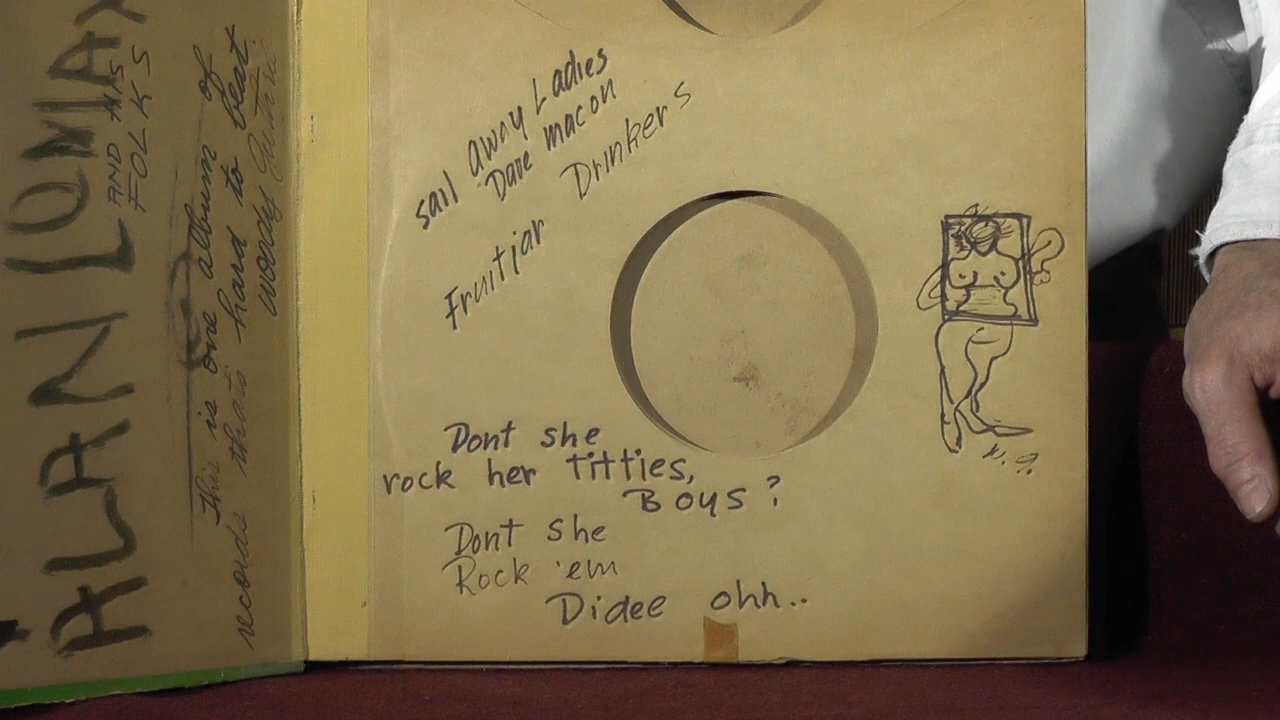 ALAN LOMAX
AND HIS
FOLKS
This is one album of
records that's hard to beat
Woody Guthrie
sail away Ladies
Dave macon
Fruitjar Drinkers
Dont she
rock her titties,
Boys?
Dont she
Rock 'em
Didee ohh..
W.G.